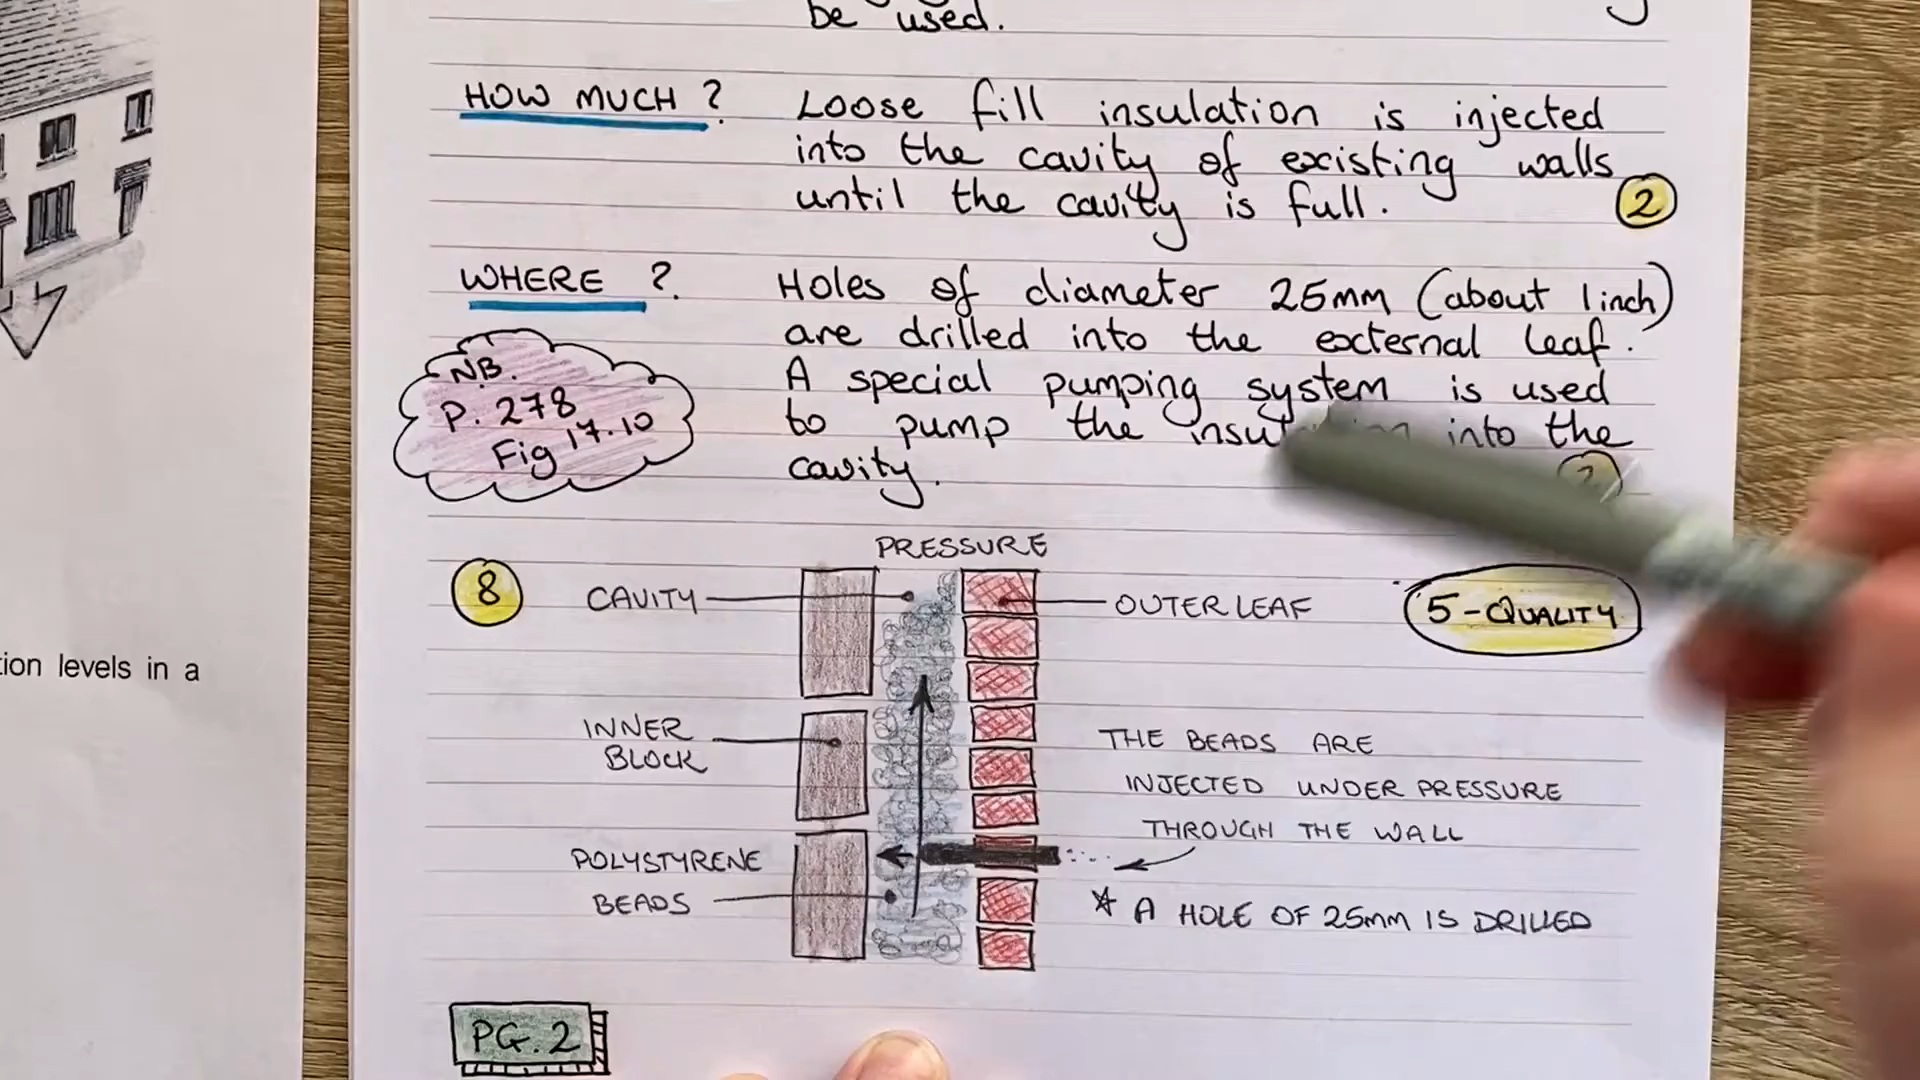 be used.
HOW MUCH ?
Loose fill insulation is injected
into the cavity of existing walls
until the cavity is full.
2
WHERE ?
Holes of diameter 25mm (about 1 inch)
are drilled into the external leaf.
A special pumping system is used
to pump the into the
cavity.
N.B.
P. 278
Fig 17.10
PRESSURE
8
CAVITY
OUTER LEAF
5-QUALITY
INNER
BLOCK
THE BEADS ARE
INJECTED UNDER PRESSURE
THROUGH THE WALL
POLYSTYRENE
BEADS
* A HOLE OF 25MM IS DRILLED
PG. 2
tion levels in a